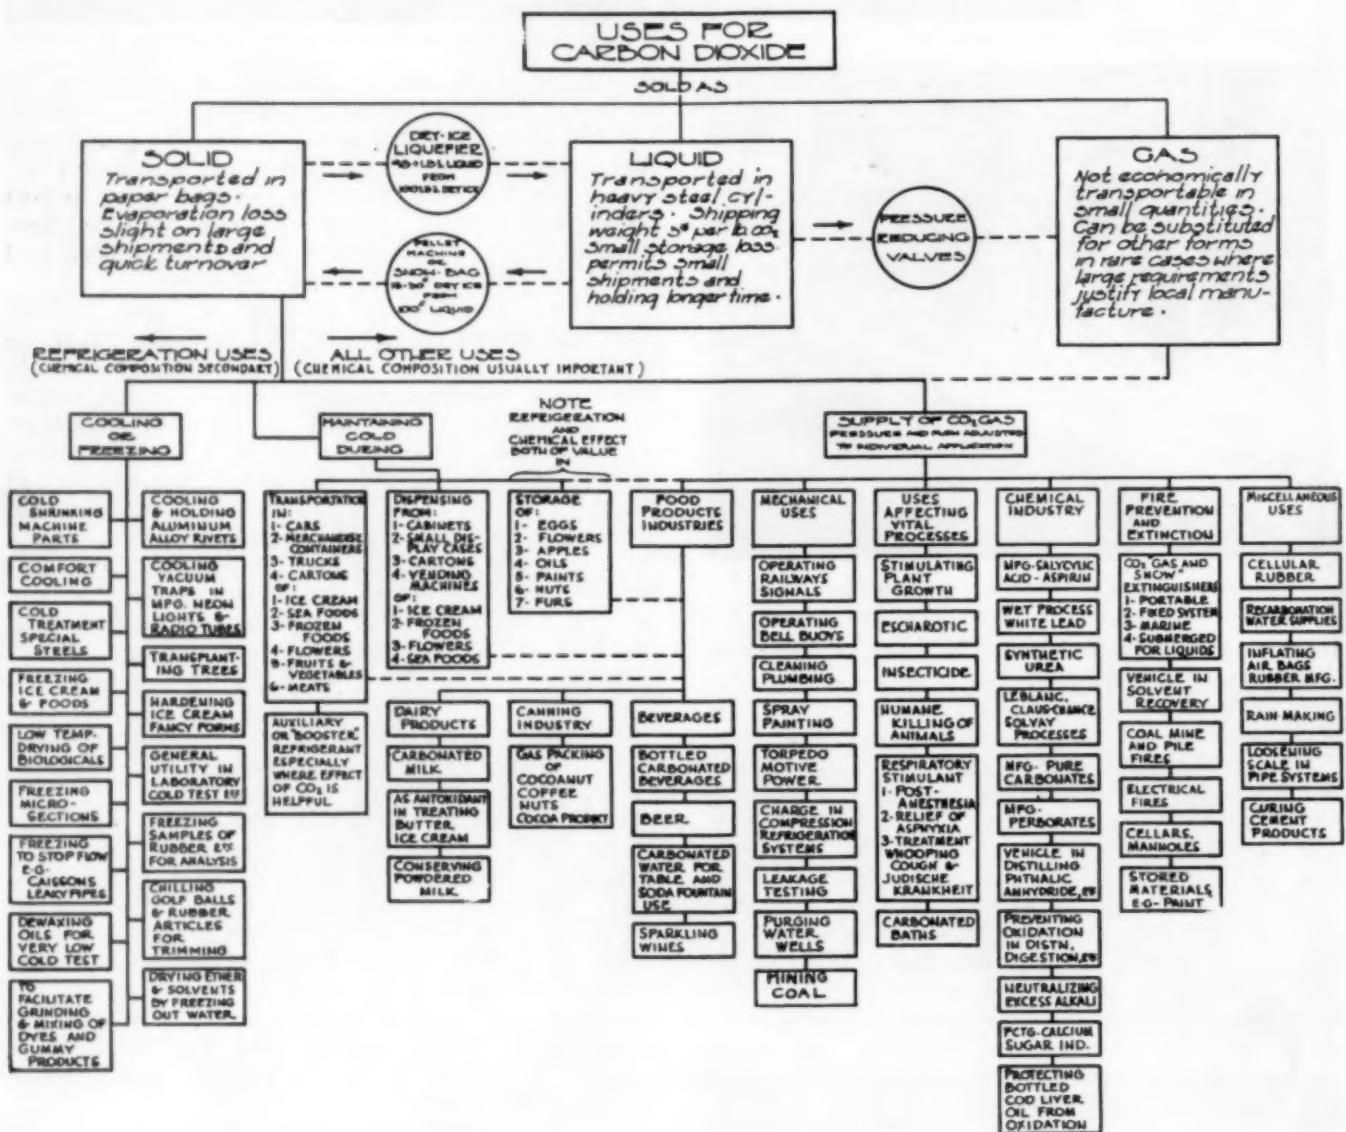 USES FOR
CARBON DIOXIDE
SOLD AS
SOLID
Transported in
paper bags.
Evaporation loss
slight on large
shipments and
quick turnover
DRY-ICE
LIQUEFIER
LBS LIQUID
FROM
100 LBS. DRY ICE
PELLET
MACHINE
OR
SNOW-BAG
DRY ICE
FROM
100# LIQUID
LIQUID
Transported in
heavy steel cyl-
inders. Shipping
weight per lb. CO2
small storage loss
permits small
shipments and
holding longer time.
PRESSURE
REDUCING
VALVES
GAS
Not economically
transportable in
small quantities.
Can be substituted
for other forms
in rare cases where
large requirements
justify local manu-
facture.
REFRIGERATION USES
(CHEMICAL COMPOSITION SECONDARY)
ALL OTHER USES
(CHEMICAL COMPOSITION USUALLY IMPORTANT)
COOLING
OR
FREEZING
MAINTAINING
COLD
DURING
NOTE
REFRIGERATION
AND
CHEMICAL EFFECT
BOTH OF VALUE
IN
SUPPLY OF CO2 GAS
PRESSURE AND ADJUSTED
TO INDIVIDUAL APPLICATION
COLD
SHRINKING
MACHINE
PARTS
COMFORT
COOLING
COLD
TREATMENT
SPECIAL
STEELS
FREEZING
ICE CREAM
& FOODS
LOW TEMP-
DRYING OF
BIOLOGICALS
FREEZING
MICRO-
SECTIONS
FREEZING
TO STOP FLOW
E.G.-
CAISSONS
LEAKY PIPES
DEWAXING
OILS FOR
VERY LOW
COLD TEST
TO
FACILITATE
GRINDING
& MIXING OF
DYES AND
GUMMY
PRODUCTS
COOLING
& HOLDING
ALUMINUM
ALLOY RIVETS
COOLING
VACUUM
TRAPS IN
MFG. NEON
LIGHTS &
RADIO TUBES
TRANSPLANT-
ING TREES
HARDENING
ICE CREAM
FANCY FORMS
GENERAL
UTILITY IN
LABORATORY
COLD TEST ETC
FREEZING
SAMPLES OF
RUBBER ETC
FOR ANALYSIS
CHILLING
GOLF BALLS
& RUBBER
ARTICLES
FOR
TRIMMING
DRYING ETHER
& SOLVENTS
BY FREEZING
OUT WATER.
TRANSPORTATION
IN:
1- CARS
2- MERCHANDISE
CONTAINERS
3- TRUCKS
4- CARTONS
OF:
1- ICE CREAM
2- SEA FOODS
3- FROZEN
FOODS
4- FLOWERS
5- FRUITS &
VEGETABLES
6- MEATS
AUXILIARY
OR "BOOSTER"
REFRIGERANT
ESPECIALLY
WHERE EFFECT
OF CO2 IS
HELPFUL
DISPENSING
FROM:
1- CABINETS
2- SMALL DIS-
PLAY CASES
3- CARTONS
4- VENDING
MACHINES
OF:
1- ICE CREAM
2- FROZEN
FOODS
3- FLOWERS
4- SEA FOODS
STORAGE
OF:
1- EGGS
2- FLOWERS
3- APPLES
4- OILS
5- PAINTS
6- NUTS
7- FURS
FOOD
PRODUCTS
INDUSTRIES
DAIRY
PRODUCTS
CARBONATED
MILK
AS ANTOXIDANT
IN TREATING
BUTTER
ICE CREAM
CONSERVING
POWDERED
MILK
CANNING
INDUSTRY
GAS PACKING
OF
COCOANUT
COFFEE
NUTS
COCOA PRODUCT
BEVERAGES
BOTTLED
CARBONATED
BEVERAGES
BEER
CARBONATED
WATER FOR
TABLE AND
SODA FOUNTAIN
USE
SPARKLING
WINES
MECHANICAL
USES
OPERATING
RAILWAYS
SIGNALS
OPERATING
BELL BUOYS
CLEANING
PLUMBING
SPRAY
PAINTING
TORPEDO
MOTIVE
POWER
CHARGE IN
COMPRESSION
REFRIGERATION
SYSTEMS
LEAKAGE
TESTING
PURGING
WATER
WELLS
MINING
COAL
USES
AFFECTING
VITAL
PROCESSES
STIMULATING
PLANT
GROWTH
ESCHAROTIC
INSECTICIDE
HUMANE
KILLING OF
ANIMALS
RESPIRATORY
STIMULANT
1- POST-
ANESTHESIA
2- RELIEF OF
ASPHYXIA
3- TREATMENT
WHOOPING
COUGH &
JUDISCHE
KRANKHEIT
CARBONATED
BATHS
CHEMICAL
INDUSTRY
MFG-SALYCYLIC
ACID - ASPIRIN
WET PROCESS
WHITE LEAD
SYNTHETIC
UREA
LEBLANC,
CLAUS-CHANCE
SOLVAY
PROCESSES
MFG- PURE
CARBONATES
MFG-
PERBORATES
VEHICLE IN
DISTILLING
PHTHALIC
ANHYDRIDE, ETC
PREVENTING
OXIDATION
IN DISTN,
DIGESTION, ETC
NEUTRALIZING
EXCESS ALKALI
PCTG-CALCIUM
SUGAR IND.
PROTECTING
BOTTLED
COD LIVER
OIL FROM
OXIDATION
FIRE
PREVENTION
AND
EXTINCTION
CO2 "GAS AND
SNOW"
EXTINGUISHERS
1- PORTABLE
2- FIXED SYSTEM
3- MARINE
4- SUBMERGED
FOR LIQUIDS
VEHICLE IN
SOLVENT
RECOVERY
COAL MINE
AND PILE
FIRES
ELECTRICAL
FIRES
CELLARS,
MANHOLES
STORED
MATERIALS,
E.G- PAINT
MISCELLANEOUS
USES
CELLULAR
RUBBER
RECARBONATION
WATER SUPPLIES
INFLATING
AIR BAGS
RUBBER MFG.
RAIN-MAKING
LOOSENING
SCALE IN
PIPE SYSTEMS
CURING
CEMENT
PRODUCTS